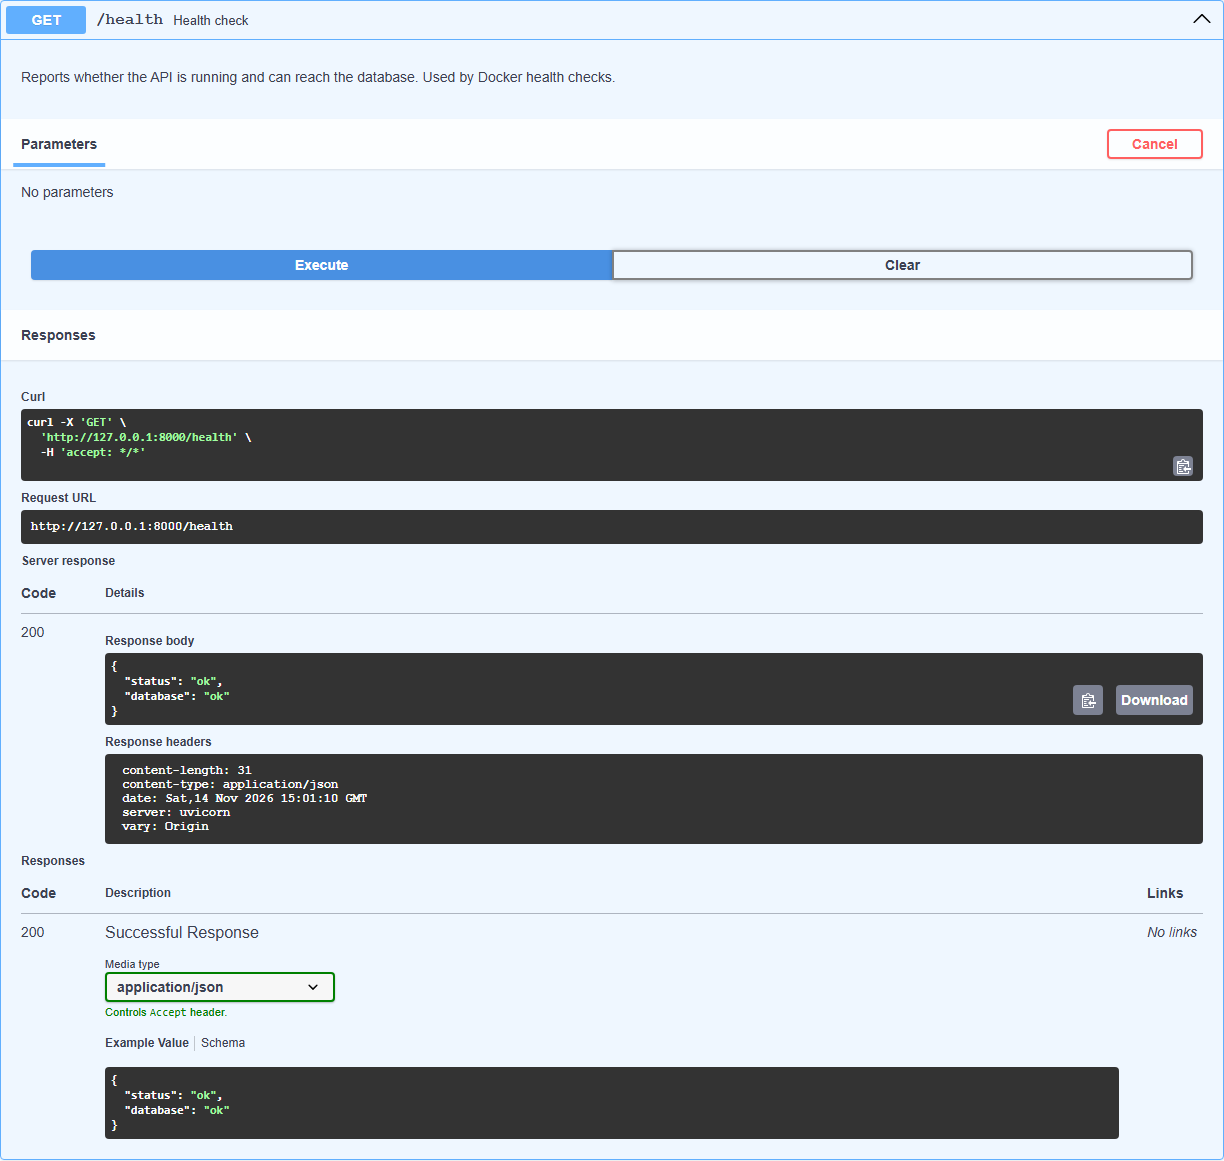 GET /health Health check
Reports whether the API is running and can reach the database. Used by Docker health checks.
Parameters Cancel
No parameters
Execute Clear
Responses
Curl
curl -X 'GET' \
  'http://127.0.0.1:8000/health' \
  -H 'accept: */*'
Request URL
http://127.0.0.1:8000/health
Server response
Code Details
200
Response body
{
  "status": "ok",
  "database": "ok"
}
Download
Response headers
content-length: 31
content-type: application/json
date: Sat,14 Nov 2026 15:01:10 GMT
server: uvicorn
vary: Origin
Responses
Code Description Links
200 Successful Response No links
Media type
application/json
Controls Accept header.
Example Value Schema
{
  "status": "ok",
  "database": "ok"
}